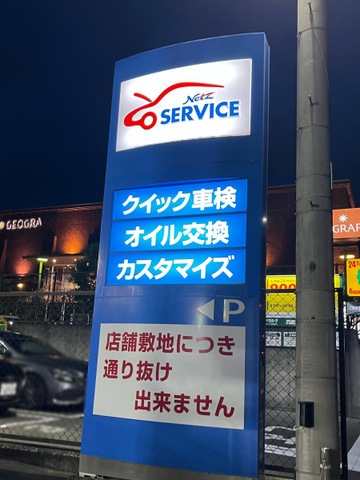 Netz
SERVICE
クイック車検
オイル交換
カスタマイズ
P
店舗敷地につき
通り抜け
出来ません
GEOGRA
GRAF